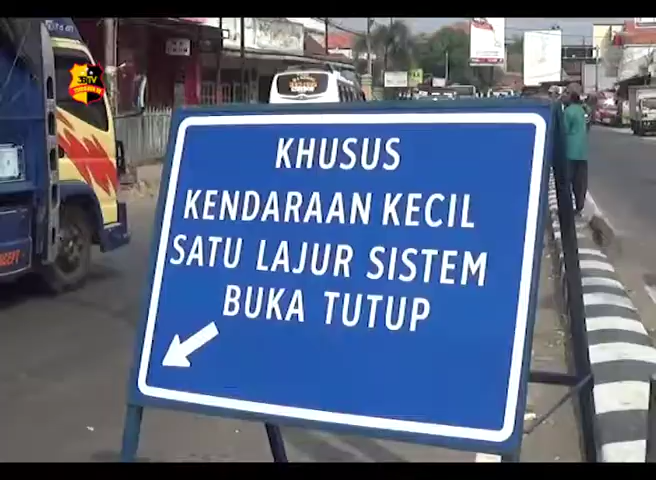 KHUSUS
KENDARAAN KECIL
SATU LAJUR SISTEM
BUKA TUTUP